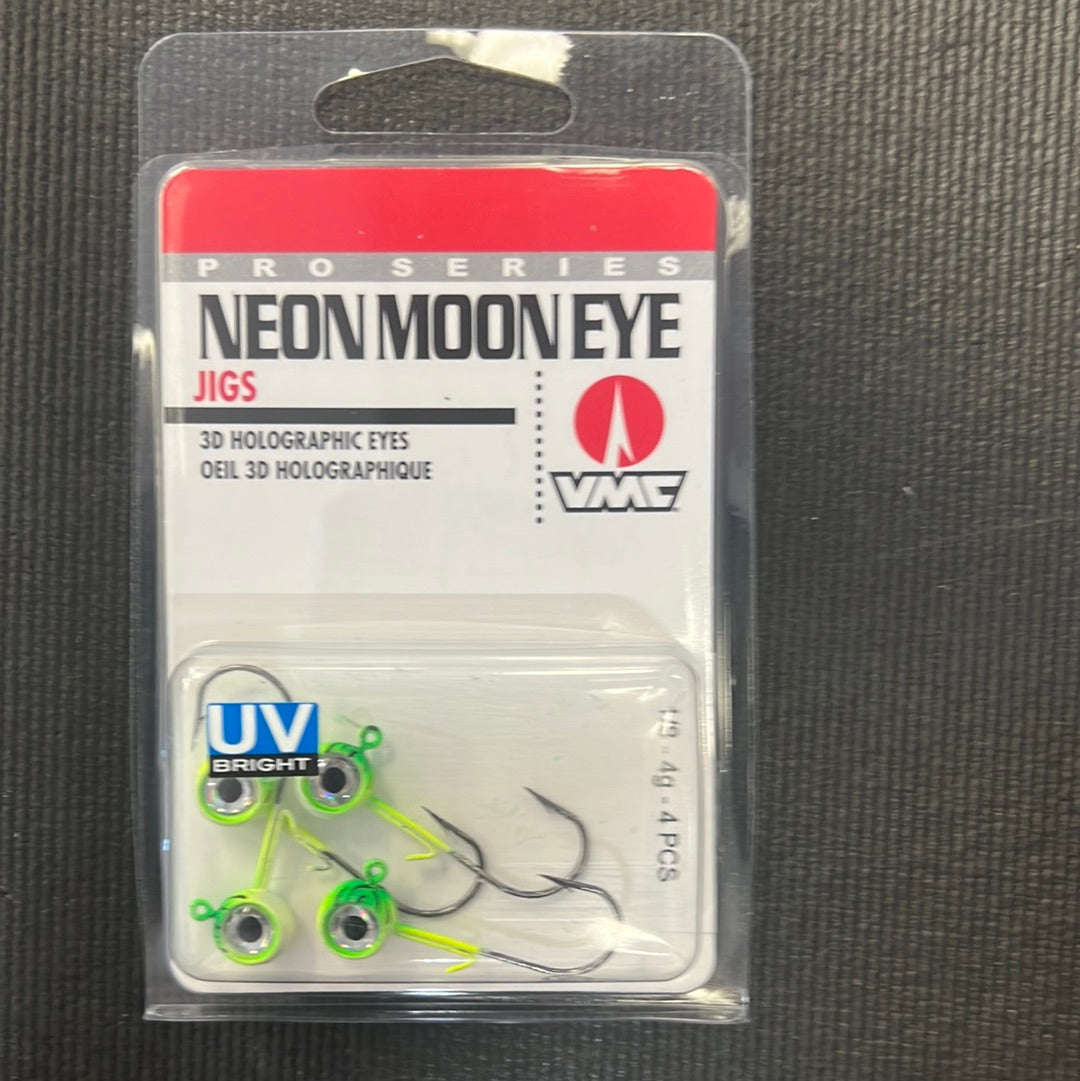 PRO SERIES
NEON MOON EYE
JIGS
3D HOLOGRAPHIC EYES
OEIL 3D HOLOGRAPHIQUE
VMC
UV
BRIGHT
4g - 4 PCS